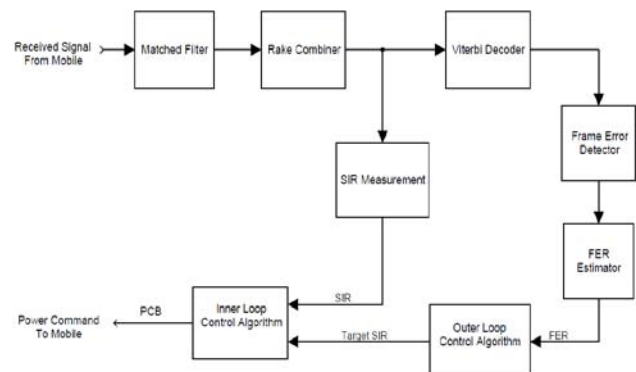 Received Signal
From Mobile
Matched Filter
Rake Combiner
Viterbi Decoder
Frame Error
Detector
SIR Measurement
FER
Estimator
SIR
Inner Loop
Control Algorithm
PCB
Power Command
To Mobile
Target SIR
Outer Loop
Control Algorithm
FER